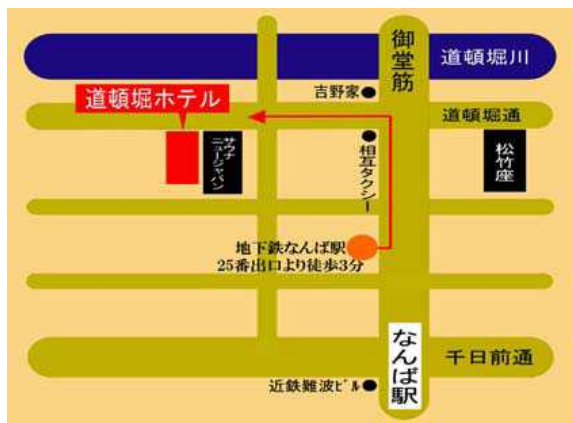 御堂筋
道頓堀川
吉野家
道頓堀ホテル
道頓堀通
サウナ
ニュージャパン
相互タクシー
松竹座
地下鉄なんば駅
25番出口より徒歩3分
なんば駅
千日前通
近鉄難波ビル